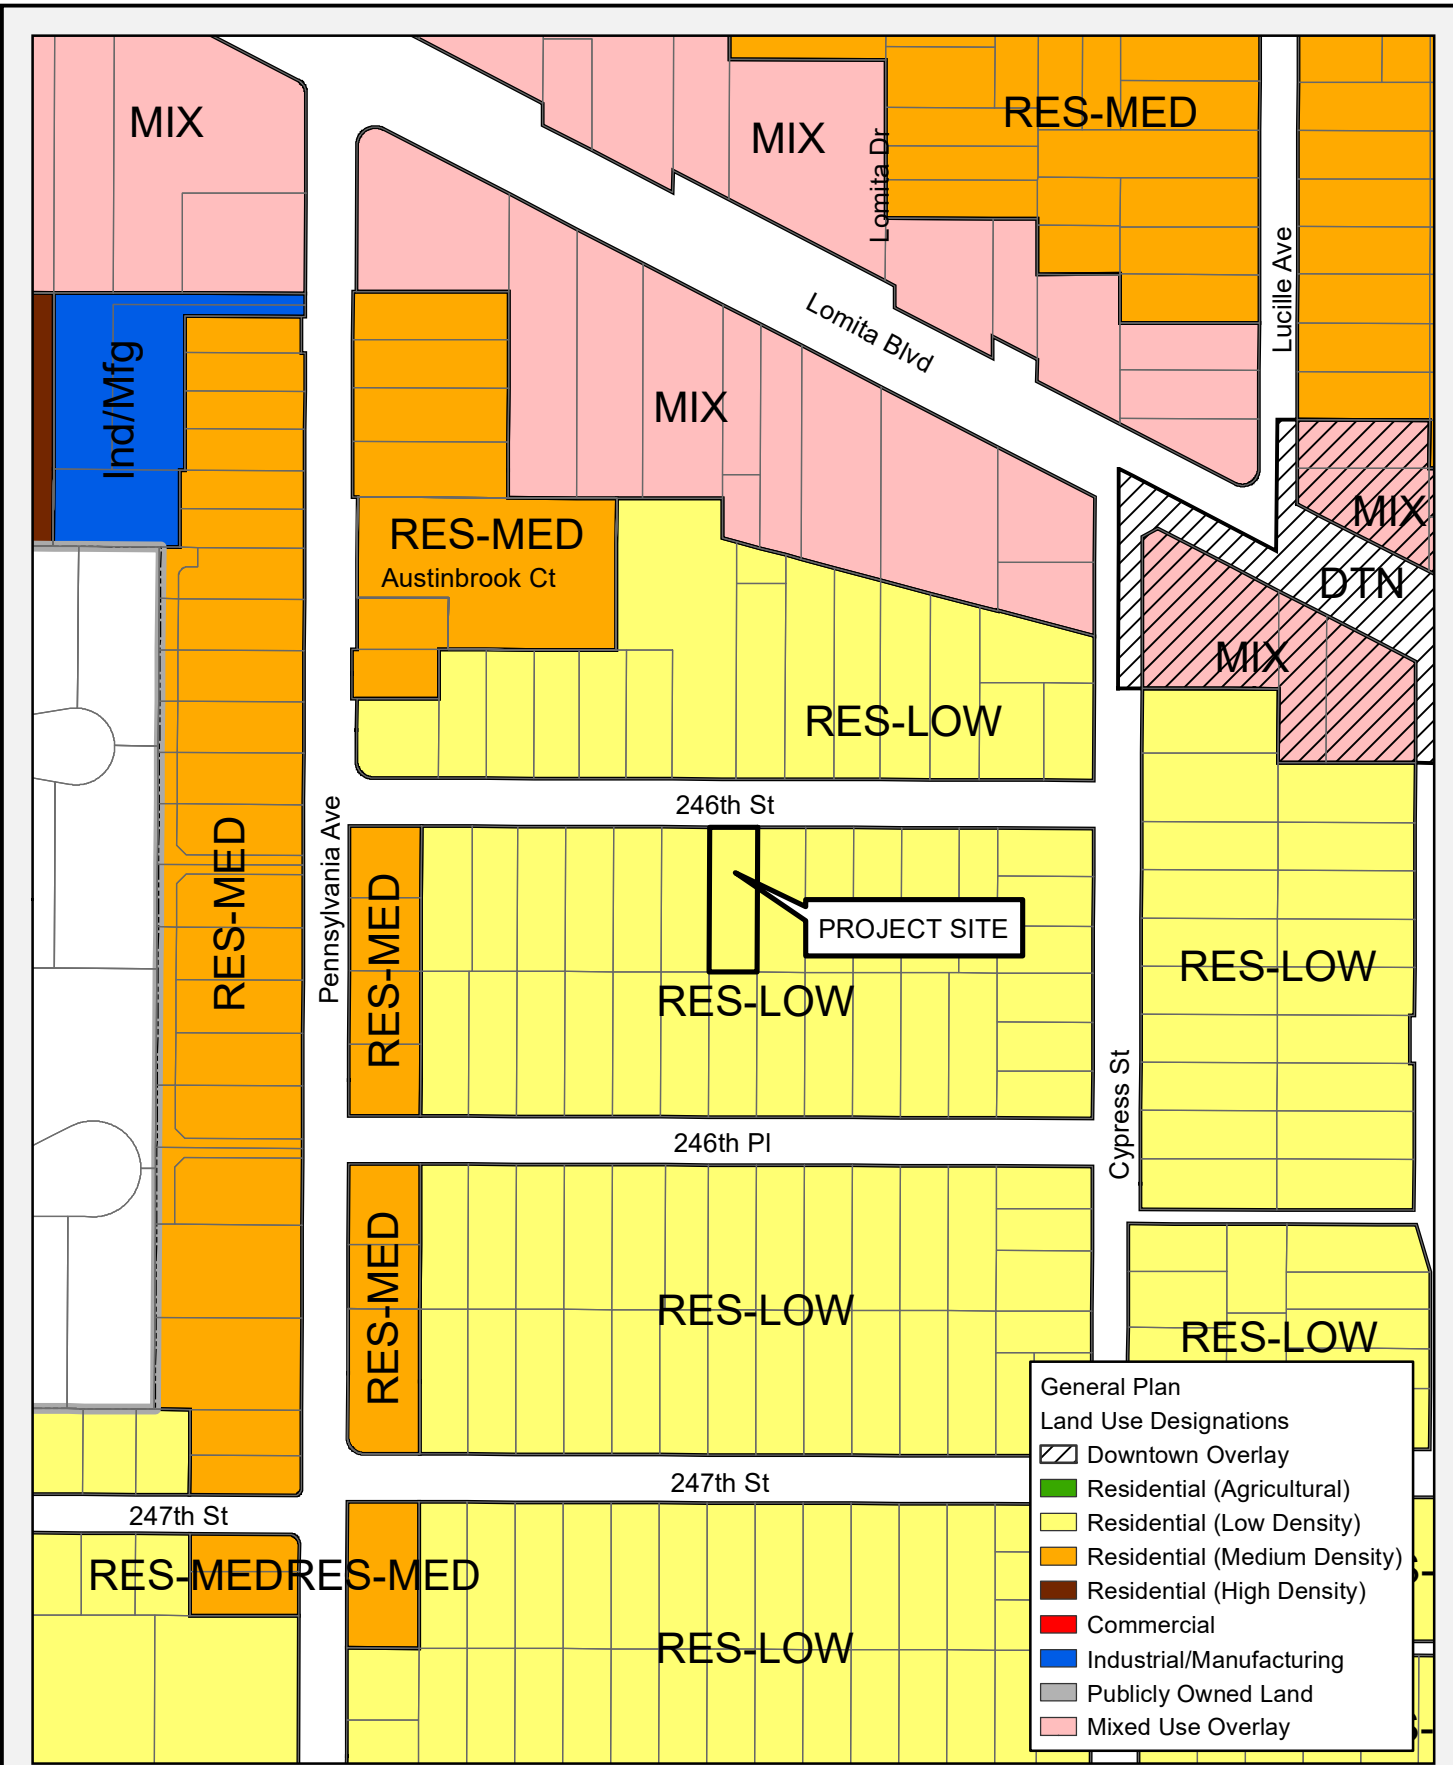 MIX
MIX
RES-MED
Lomita Dr
Lucille Ave
Lomita Blvd
Ind/Mfg
MIX
MIX
RES-MED
Austinbrook Ct
DTN
MIX
RES-LOW
246th St
Pennsylvania Ave
RES-MED
RES-MED
PROJECT SITE
RES-LOW
RES-LOW
Cypress St
246th Pl
RES-MED
RES-LOW
RES-LOW
247th St
247th St
RES-MED
RES-MED
RES-LOW
General Plan
Land Use Designations
Downtown Overlay
Residential (Agricultural)
Residential (Low Density)
Residential (Medium Density)
Residential (High Density)
Commercial
Industrial/Manufacturing
Publicly Owned Land
Mixed Use Overlay